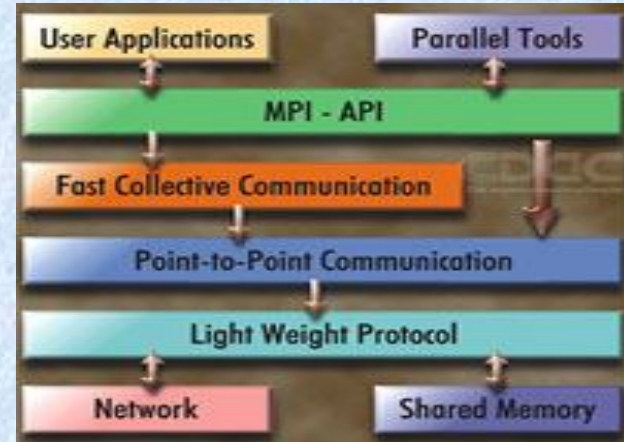 User Applications
Parallel Tools
MPI - API
Fast Collective Communication
Point-to-Point Communication
Light Weight Protocol
Network
Shared Memory